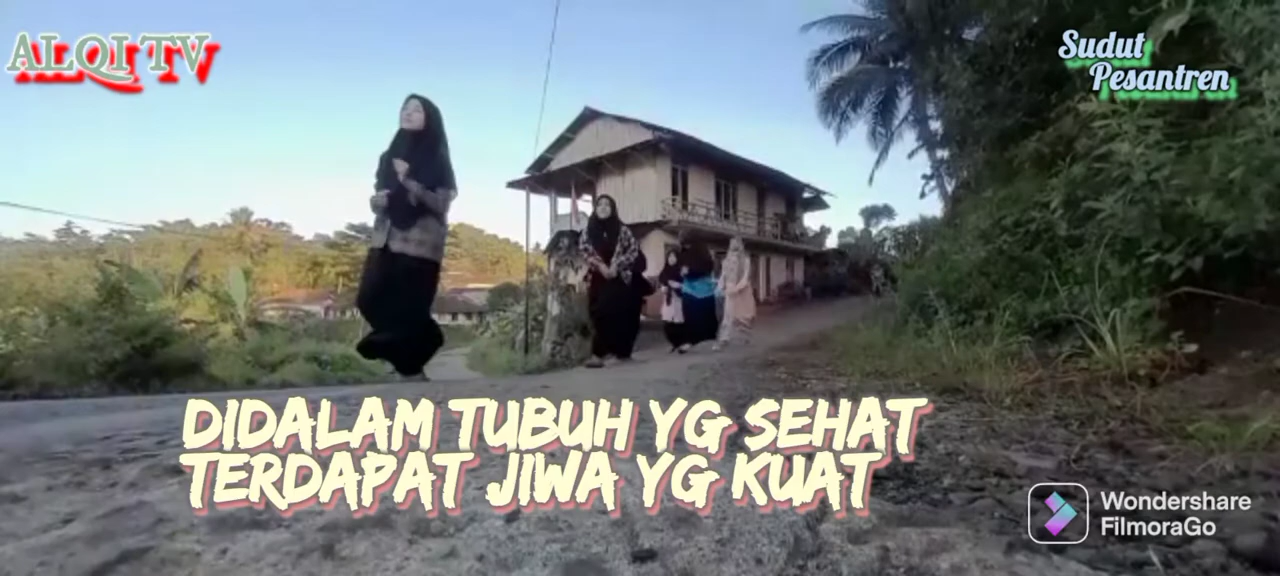 ALQI TV
Sudut
Pesantren
DIDALAM TUBUH YG SEHAT
TERDAPAT JIWA YG KUAT
Wondershare
FilmoraGo